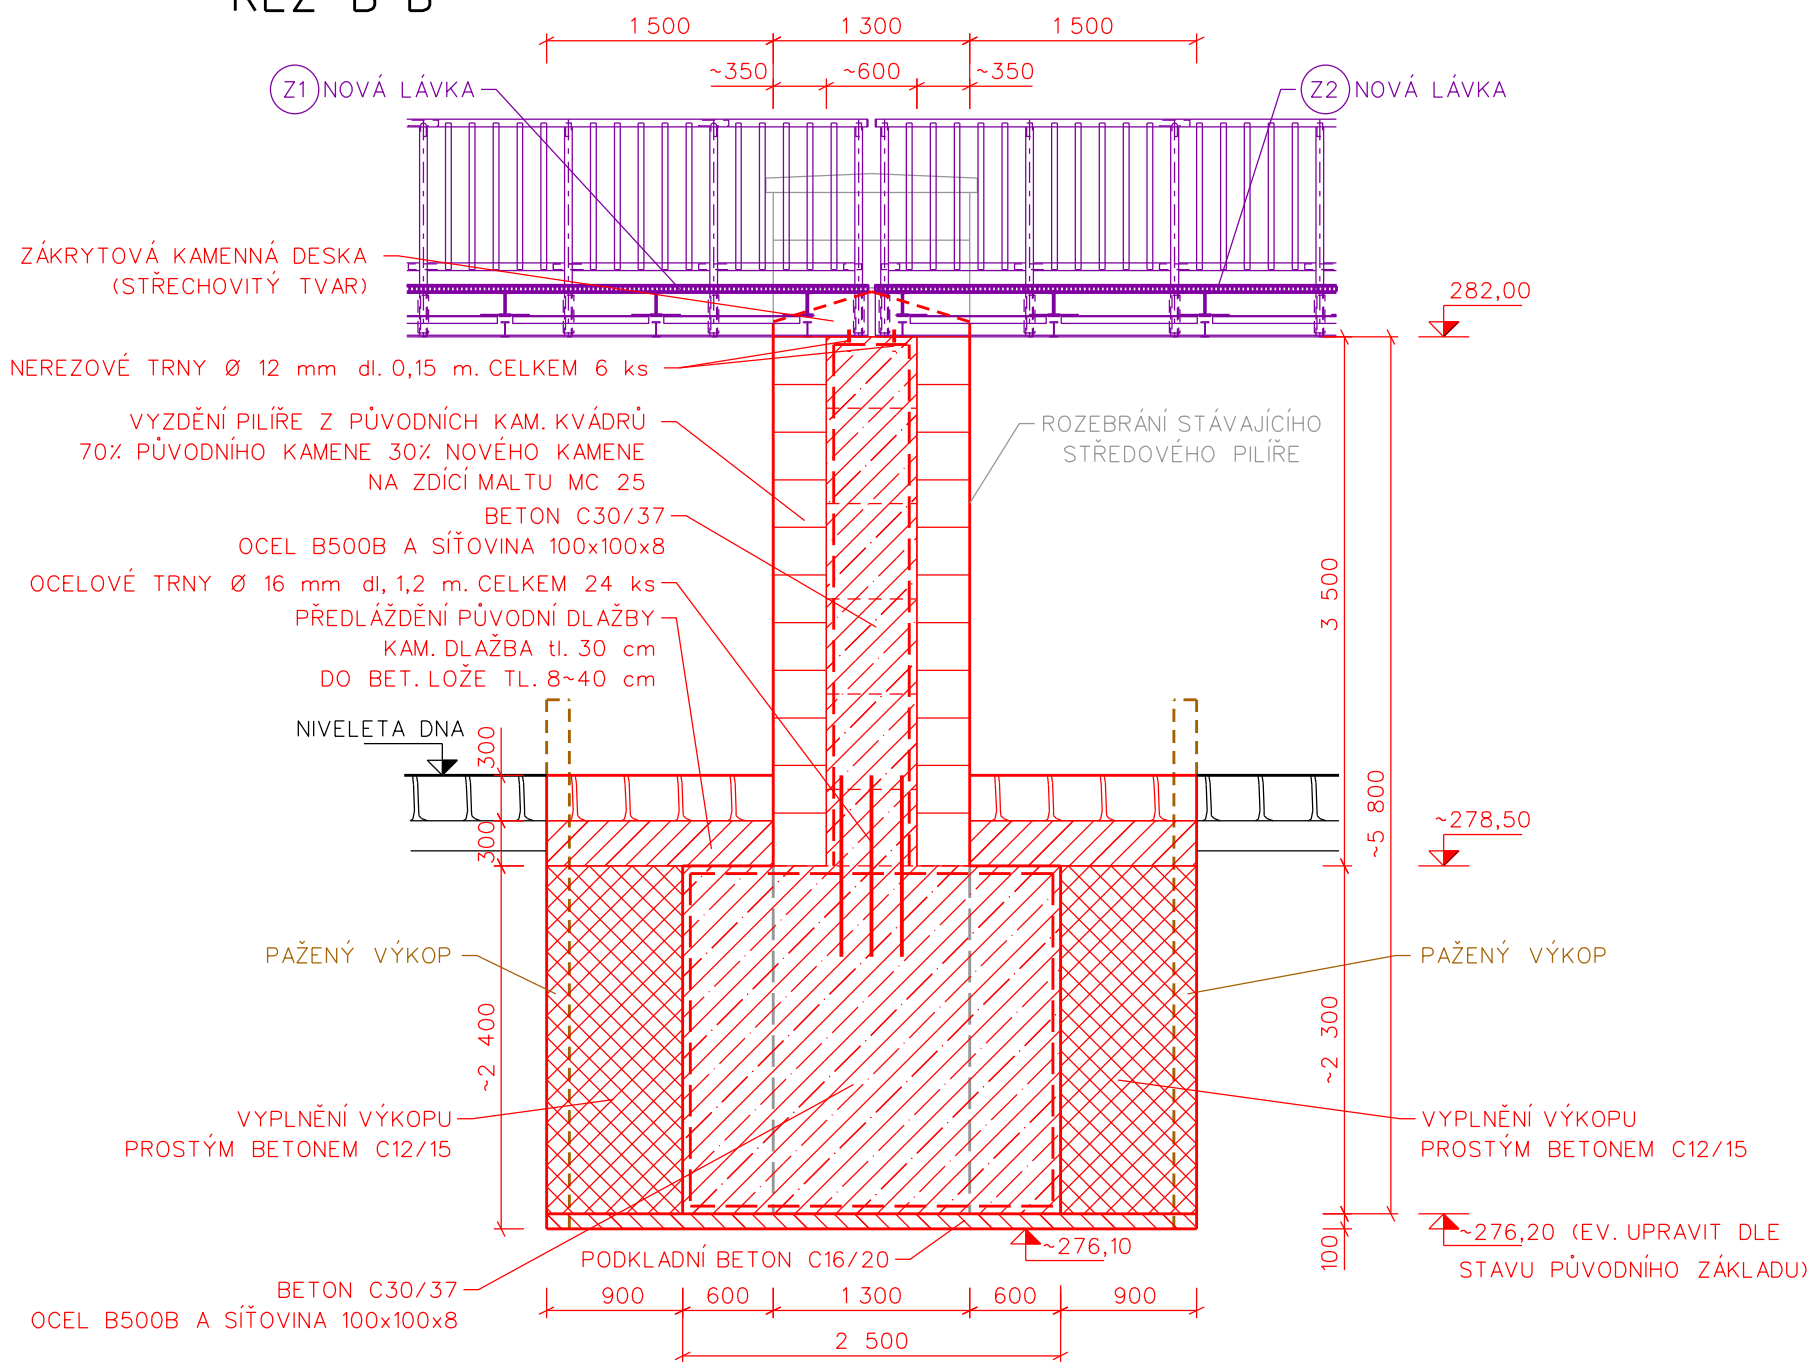 ŘEZ B-B
1 500
1 300
1 500
~350
~600
~350
Z1 NOVÁ LÁVKA
Z2 NOVÁ LÁVKA
ZÁKRYTOVÁ KAMENNÁ DESKA
(STŘECHOVITÝ TVAR)
282,00
NEREZOVÉ TRNY Ø 12 mm dl. 0,15 m. CELKEM 6 ks
VYZDĚNÍ PILÍŘE Z PŮVODNÍCH KAM. KVÁDRŮ
70% PŮVODNÍHO KAMENE 30% NOVÉHO KAMENE
NA ZDÍCÍ MALTU MC 25
ROZEBRÁNÍ STÁVAJÍCÍHO
STŘEDOVÉHO PILÍŘE
BETON C30/37
OCEL B500B A SÍŤOVINA 100x100x8
OCELOVÉ TRNY Ø 16 mm dl, 1,2 m. CELKEM 24 ks
PŘEDLÁŽDĚNÍ PŮVODNÍ DLAŽBY
KAM. DLAŽBA tl. 30 cm
DO BET. LOŽE TL. 8~40 cm
3 500
NIVELETA DNA
300
300
~5 800
~278,50
PAŽENÝ VÝKOP
PAŽENÝ VÝKOP
~2 400
~2 300
VYPLNĚNÍ VÝKOPU
PROSTÝM BETONEM C12/15
VYPLNĚNÍ VÝKOPU
PROSTÝM BETONEM C12/15
100
~276,20 (EV. UPRAVIT DLE
STAVU PŮVODNÍHO ZÁKLADU)
~276,10
PODKLADNÍ BETON C16/20
BETON C30/37
OCEL B500B A SÍŤOVINA 100x100x8
900
600
1 300
600
900
2 500